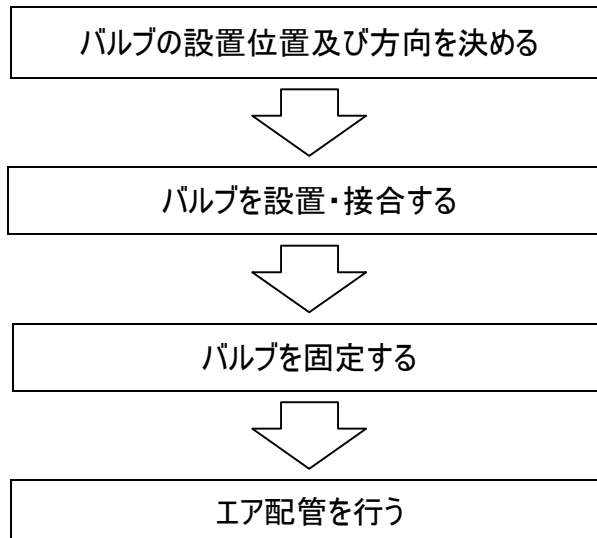 バルブの設置位置及び方向を決める
バルブを設置・接合する
バルブを固定する
エア配管を行う